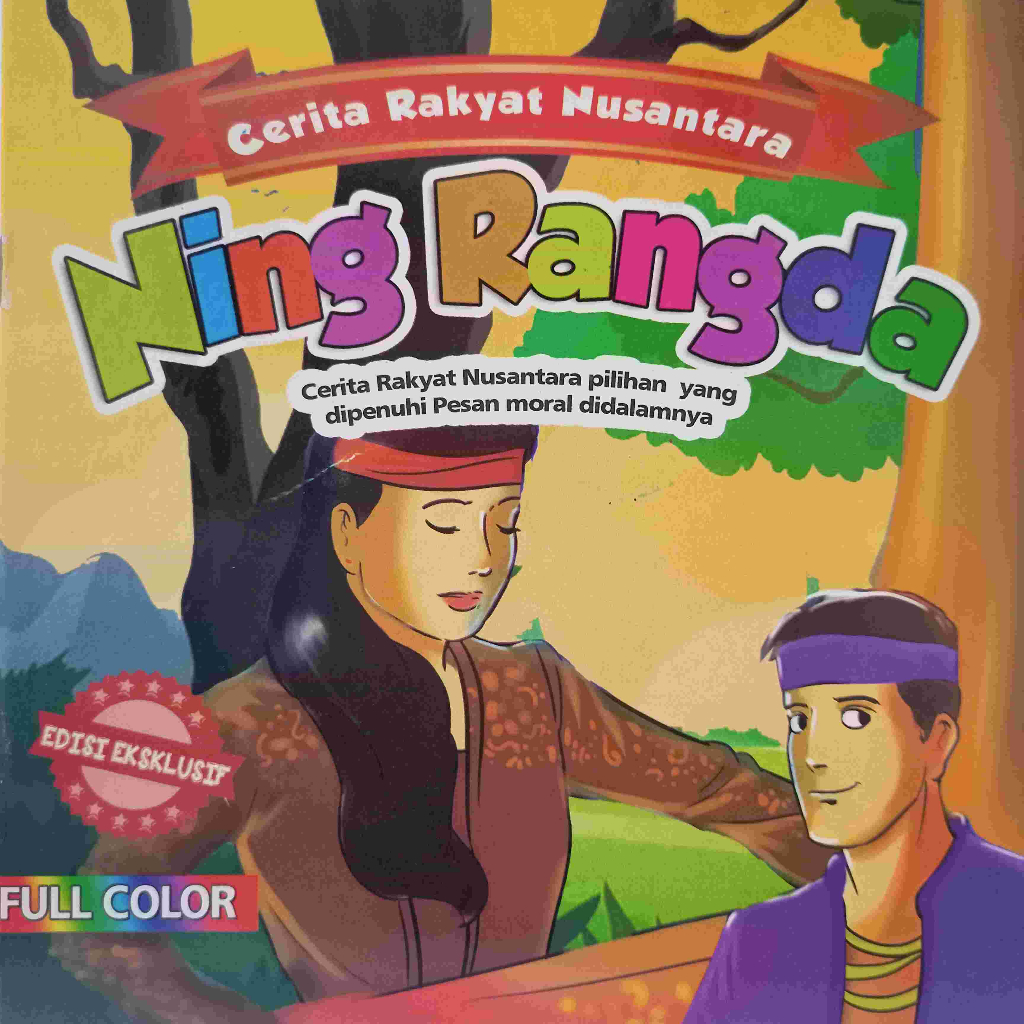 Cerita Rakyat Nusantara
Ning Rangda
Cerita Rakyat Nusantara pilihan yang
dipenuhi Pesan moral didalamnya
EDISI EKSKLUSIF
FULL COLOR